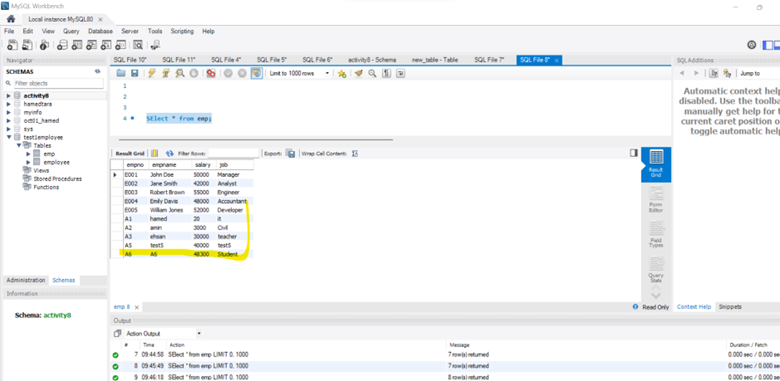 MySQL Workbench
Local instance MySQL80 ×
File Edit View Query Database Server Tools Scripting Help
Navigator
SCHEMAS
Filter objects
activity8
hamedtara
myinfo
oct01_hamed
sys
test1employee
Tables
emp
employee
Views
Stored Procedures
Functions
Administration Schemas
Information
Schema: activity8
SQL File 10* SQL File 11* SQL File 4* SQL File 5* SQL File 6* activity8 - Schema new_table - Table SQL File 7* SQL File 8* ×
Limit to 1000 rows
1
2
4 SElect * from emp;
Result Grid Filter Rows: Export: Wrap Cell Content:
empno empname salary job
E001 John Doe 50000 Manager
E002 Jane Smith 42000 Analyst
E003 Robert Brown 55000 Engineer
E004 Emily Davis 48000 Accountant
E005 William Jones 52000 Developer
A1 hamed 20 it
A2 amin 3000 Civil
A3 ehsan 30000 teacher
A5 test5 40000 test5
A6 A6 48300 Student
Result Grid
Form Editor
Field Types
Query Stats
emp 8 × Read Only
SQL Additions
Jump to
Automatic context help
disabled. Use the toolba
manually get help for t
current caret position o
toggle automatic help
Context Help Snippets
Output
Action Output
# Time Action Message Duration / Fetch
7 09:44:58 SElect * from emp LIMIT 0, 1000 7 row(s) returned 0.000 sec / 0.000 sec
8 09:45:49 SElect * from emp LIMIT 0, 1000 7 row(s) returned 0.000 sec / 0.000 sec
9 09:46:18 SElect * from emp LIMIT 0, 1000 8 row(s) returned 0.000 sec / 0.000 sec